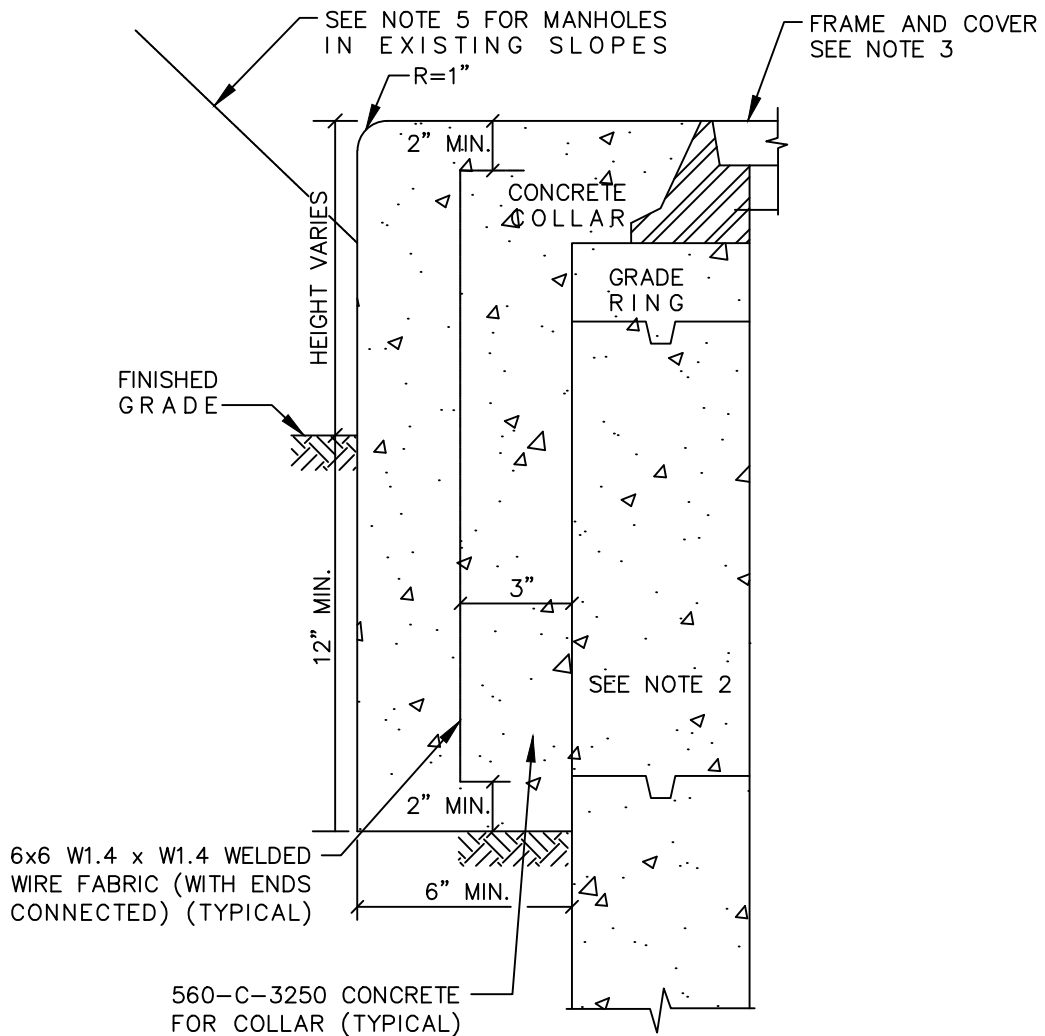 SEE NOTE 5 FOR MANHOLES
IN EXISTING SLOPES
FRAME AND COVER
SEE NOTE 3
R=1”
2” MIN.
CONCRETE
COLLAR
HEIGHT VARIES
GRADE
RING
FINISHED
GRADE
12” MIN.
3”
SEE NOTE 2
2” MIN.
6x6 W1.4 x W1.4 WELDED
WIRE FABRIC (WITH ENDS
CONNECTED) (TYPICAL)
6” MIN.
560-C-3250 CONCRETE
FOR COLLAR (TYPICAL)